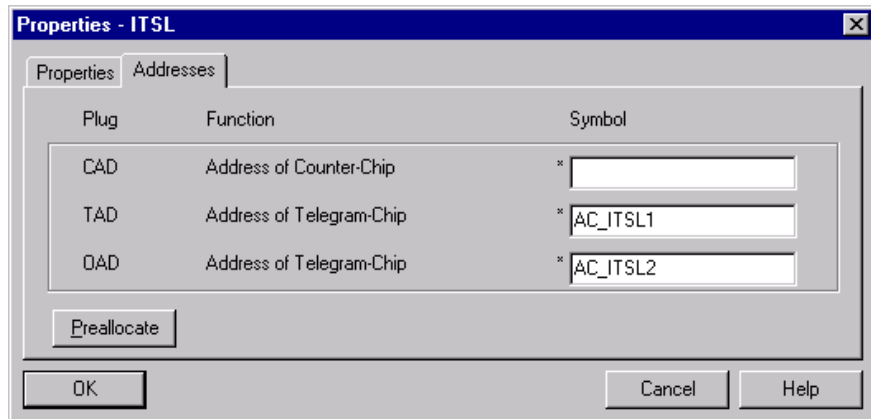 Properties - ITSL
Properties Addresses
Plug Function Symbol
CAD Address of Counter-Chip *
TAD Address of Telegram-Chip * AC_ITSL1
OAD Address of Telegram-Chip * AC_ITSL2
Preallocate
OK Cancel Help